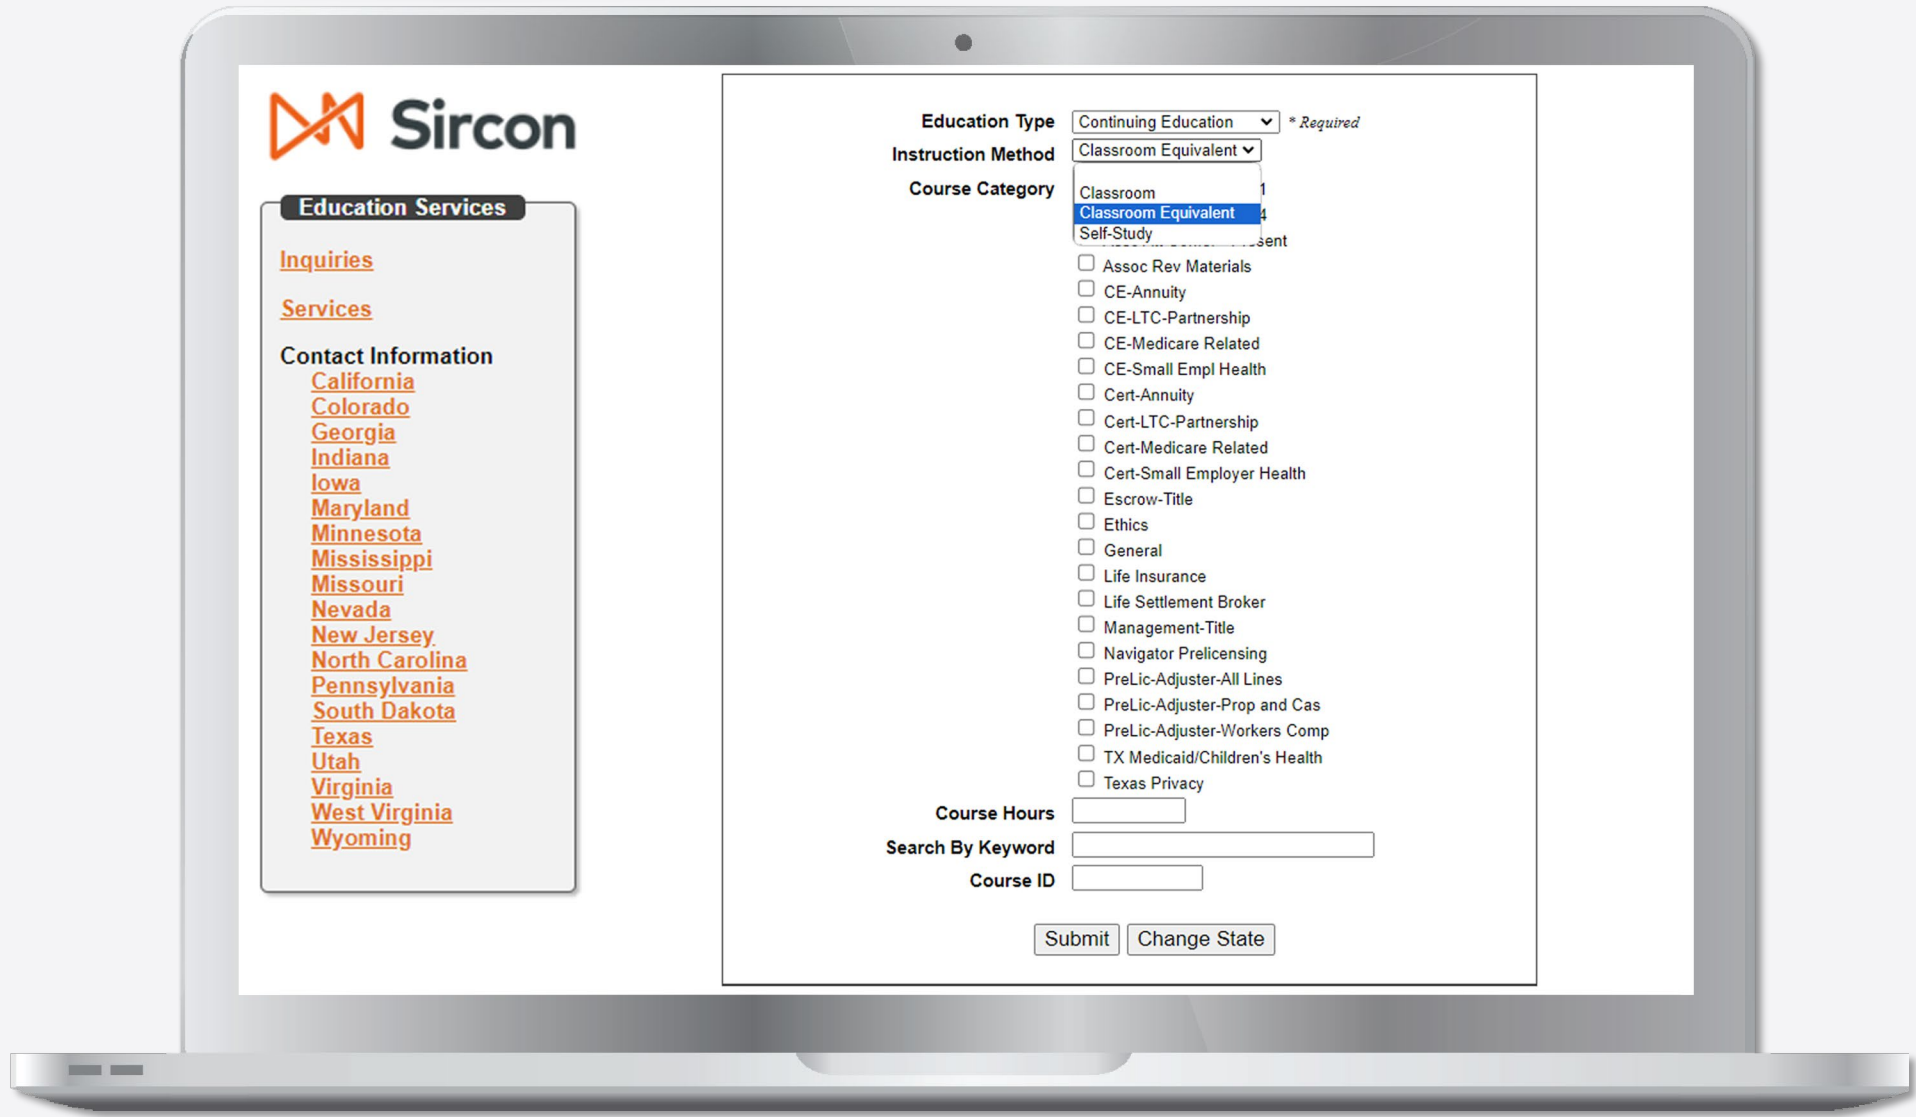 Sircon
Education Services
Inquiries
Services
Contact Information
California
Colorado
Georgia
Indiana
Iowa
Maryland
Minnesota
Mississippi
Missouri
Nevada
New Jersey
North Carolina
Pennsylvania
South Dakota
Texas
Utah
Virginia
West Virginia
Wyoming
Education Type Continuing Education * Required
Instruction Method Classroom Equivalent
Course Category
Classroom 1
Classroom Equivalent 4
Self-Study
Assoc Rev Materials
CE-Annuity
CE-LTC-Partnership
CE-Medicare Related
CE-Small Empl Health
Cert-Annuity
Cert-LTC-Partnership
Cert-Medicare Related
Cert-Small Employer Health
Escrow-Title
Ethics
General
Life Insurance
Life Settlement Broker
Management-Title
Navigator Prelicensing
PreLic-Adjuster-All Lines
PreLic-Adjuster-Prop and Cas
PreLic-Adjuster-Workers Comp
TX Medicaid/Children's Health
Texas Privacy
Course Hours
Search By Keyword
Course ID
Submit Change State